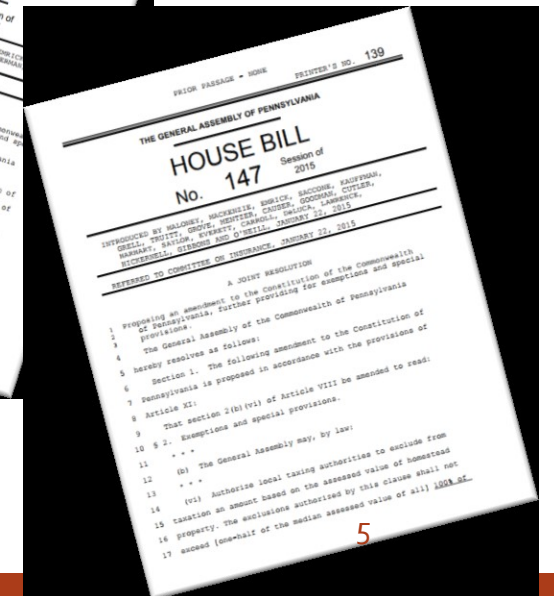 n of
PRIOR PASSAGE - NONE
PRINTER'S NO. 139
THE GENERAL ASSEMBLY OF PENNSYLVANIA
HOUSE BILL
No. 147 Session of
2015
INTRODUCED BY MALONEY, MACKENZIE, EMRICK, SACCONE, KAUFFMAN,
GRELL, TRUITT, GROVE, MENTZER, CAUSER, GOODMAN, CUTLER,
BARBIN, SAYLOR, EVERETT, CARROLL, DeLUCA, LAWRENCE,
HICKERNELL, GIBBONS AND O'NEILL, JANUARY 22, 2015
REFERRED TO COMMITTEE ON INSURANCE, JANUARY 22, 2015
A JOINT RESOLUTION
1 Proposing an amendment to the Constitution of the Commonwealth
2 of Pennsylvania, further providing for exemptions and special
3 provisions.
4 The General Assembly of the Commonwealth of Pennsylvania
5 hereby resolves as follows:
6 Section 1. The following amendment to the Constitution of
7 Pennsylvania is proposed in accordance with the provisions of
8 Article XI:
9 That section 2(b)(vi) of Article VIII be amended to read:
10 § 2. Exemptions and special provisions.
11 * * *
12 (b) The General Assembly may, by law:
13 * * *
14 (vi) Authorize local taxing authorities to exclude from
15 taxation an amount based on the assessed value of homestead
16 property. The exclusions authorized by this clause shall not
17 exceed [one-half of the median assessed value of all] 100% of
5